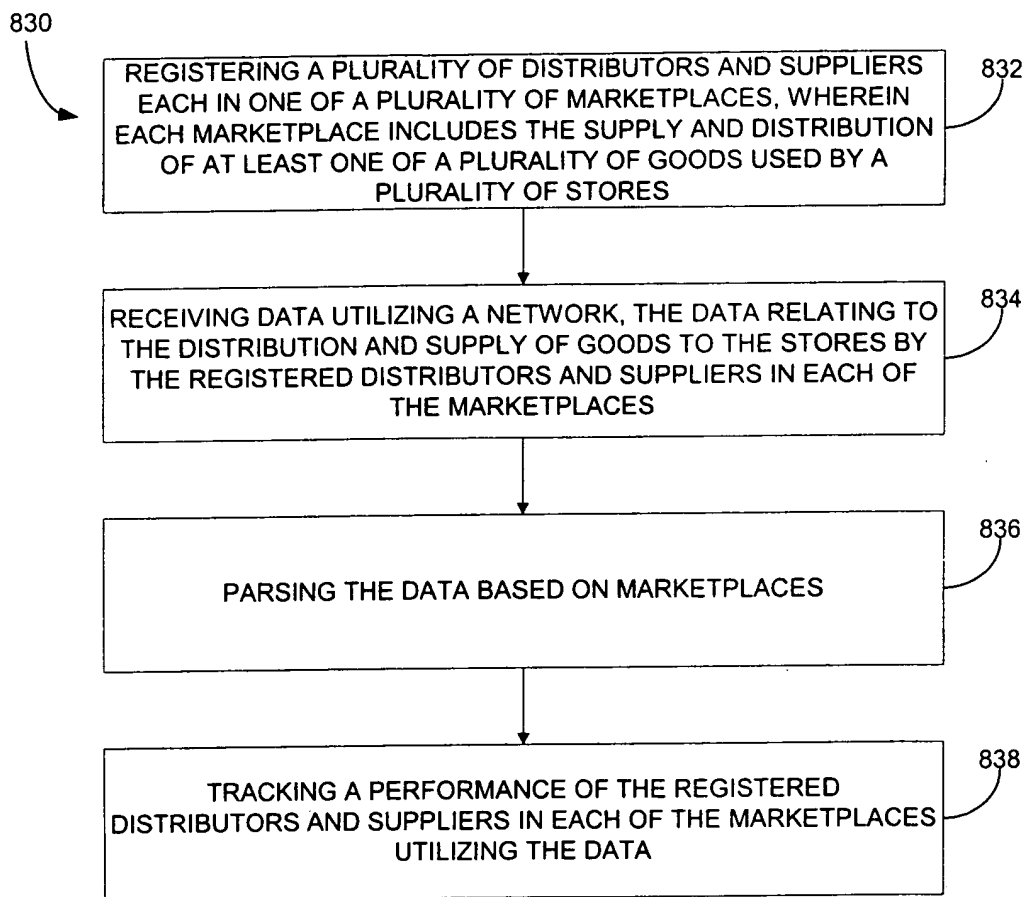 830
REGISTERING A PLURALITY OF DISTRIBUTORS AND SUPPLIERS
EACH IN ONE OF A PLURALITY OF MARKETPLACES, WHEREIN
EACH MARKETPLACE INCLUDES THE SUPPLY AND DISTRIBUTION
OF AT LEAST ONE OF A PLURALITY OF GOODS USED BY A
PLURALITY OF STORES
832
RECEIVING DATA UTILIZING A NETWORK, THE DATA RELATING TO
THE DISTRIBUTION AND SUPPLY OF GOODS TO THE STORES BY
THE REGISTERED DISTRIBUTORS AND SUPPLIERS IN EACH OF
THE MARKETPLACES
834
PARSING THE DATA BASED ON MARKETPLACES
836
TRACKING A PERFORMANCE OF THE REGISTERED
DISTRIBUTORS AND SUPPLIERS IN EACH OF THE MARKETPLACES
UTILIZING THE DATA
838